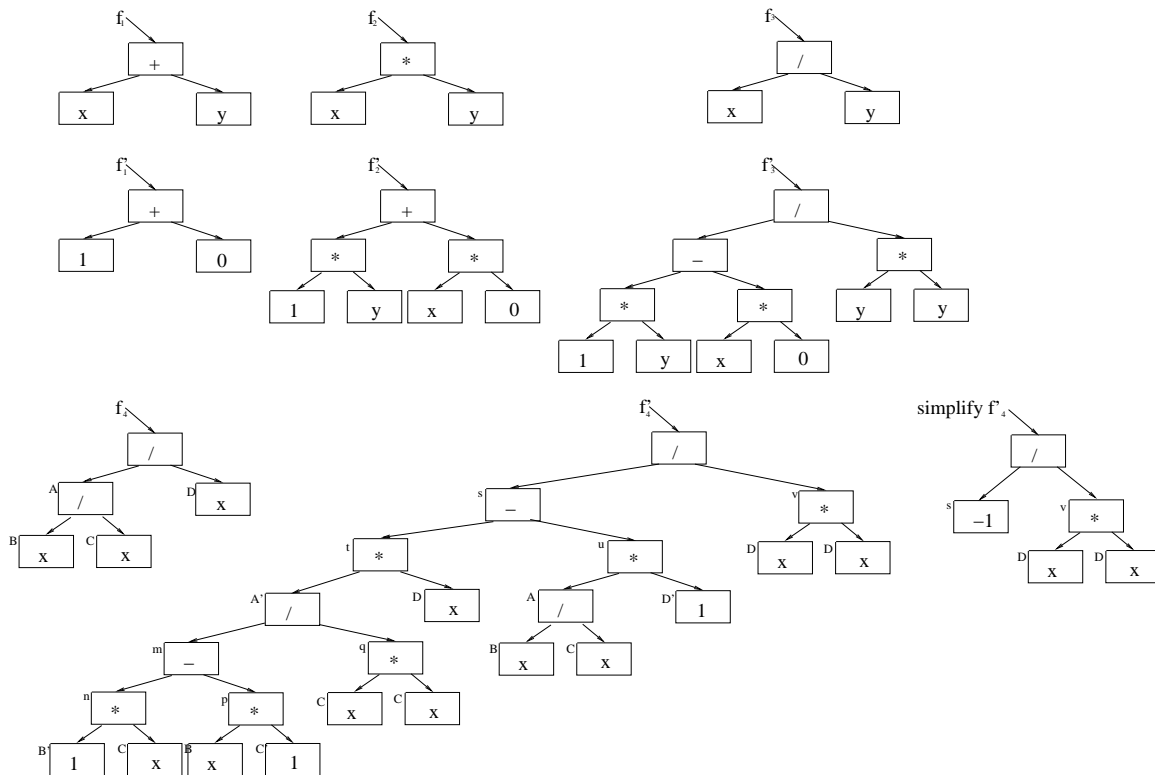 f₁ f₂ f₃
+ * /
x y x y x y
f'₁ f'₂ f'₃
+ + /
1 0 * * – *
1 y x 0 * * y y
1 y x 0
f₄ f'₄ simplify f'₄
/ / /
A / D x s – v * s –1 v *
B x C x t * u * D x D x D x D x
A' / D x A / D' 1
m – q * B x C x
n * p * C x C x
B' 1 C x B x C' 1